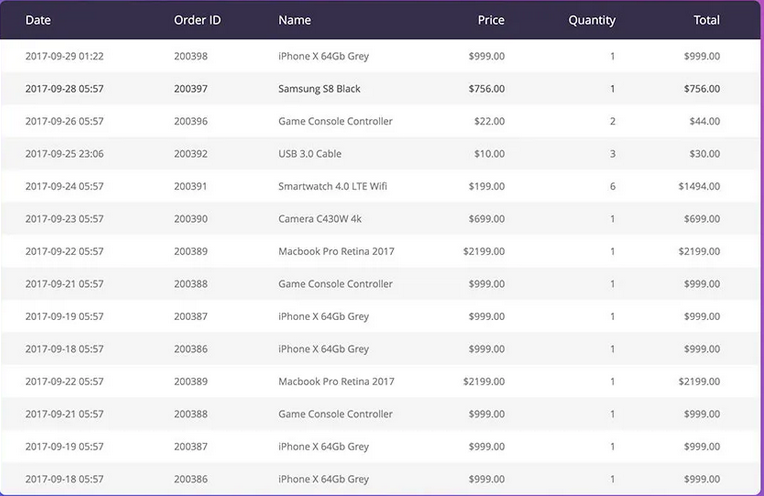 Date Order ID Name Price Quantity Total
2017-09-29 01:22 200398 iPhone X 64Gb Grey $999.00 1 $999.00
2017-09-28 05:57 200397 Samsung S8 Black $756.00 1 $756.00
2017-09-26 05:57 200396 Game Console Controller $22.00 2 $44.00
2017-09-25 23:06 200392 USB 3.0 Cable $10.00 3 $30.00
2017-09-24 05:57 200391 Smartwatch 4.0 LTE Wifi $199.00 6 $1494.00
2017-09-23 05:57 200390 Camera C430W 4k $699.00 1 $699.00
2017-09-22 05:57 200389 Macbook Pro Retina 2017 $2199.00 1 $2199.00
2017-09-21 05:57 200388 Game Console Controller $999.00 1 $999.00
2017-09-19 05:57 200387 iPhone X 64Gb Grey $999.00 1 $999.00
2017-09-18 05:57 200386 iPhone X 64Gb Grey $999.00 1 $999.00
2017-09-22 05:57 200389 Macbook Pro Retina 2017 $2199.00 1 $2199.00
2017-09-21 05:57 200388 Game Console Controller $999.00 1 $999.00
2017-09-19 05:57 200387 iPhone X 64Gb Grey $999.00 1 $999.00
2017-09-18 05:57 200386 iPhone X 64Gb Grey $999.00 1 $999.00